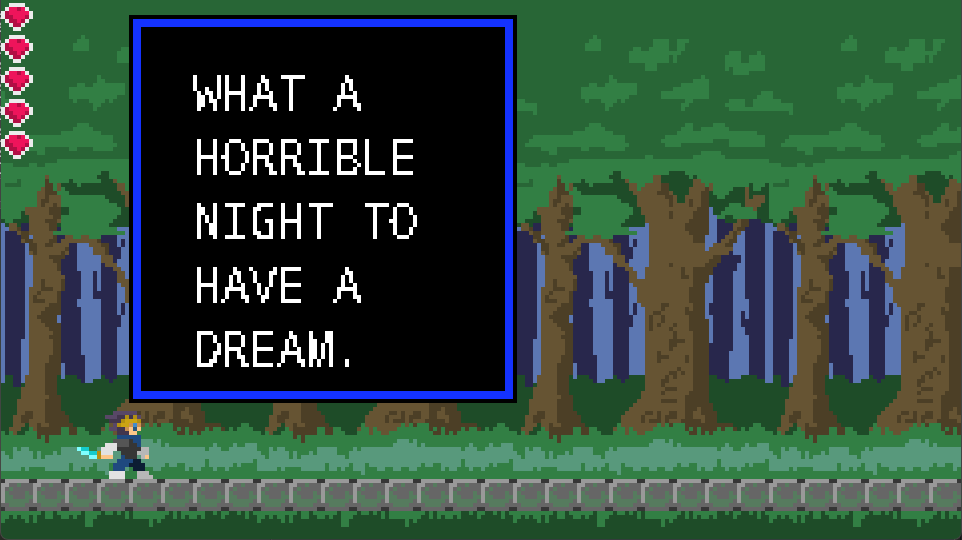 WHAT A
HORRIBLE
NIGHT TO
HAVE A
DREAM.